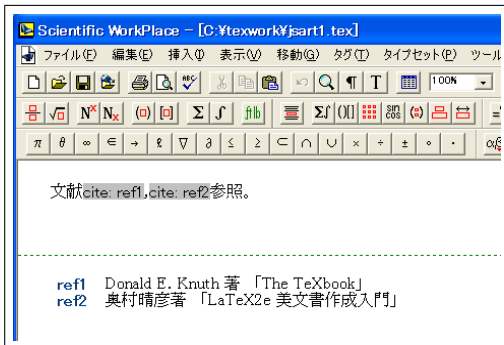 Scientific WorkPlace - [C:¥texwork¥jsart1.tex]
ファイル(F) 編集(E) 挿入(I) 表示(V) 移動(G) タグ(T) タイプセット(P) ツール
ABC ¶ T 100%
N^X N_X Σ ∫ Σ∫ ()[] sin cos
π θ ∞ ∈ → ∇ ∂ ≤ ≥ ⊂ ∩ ∪ × ÷ ± ∘ ·
文献cite: ref1,cite: ref2参照。
ref1 Donald E. Knuth 著 「The TeXbook」
ref2 奥村晴彦著 「LaTeX2e 美文書作成入門」